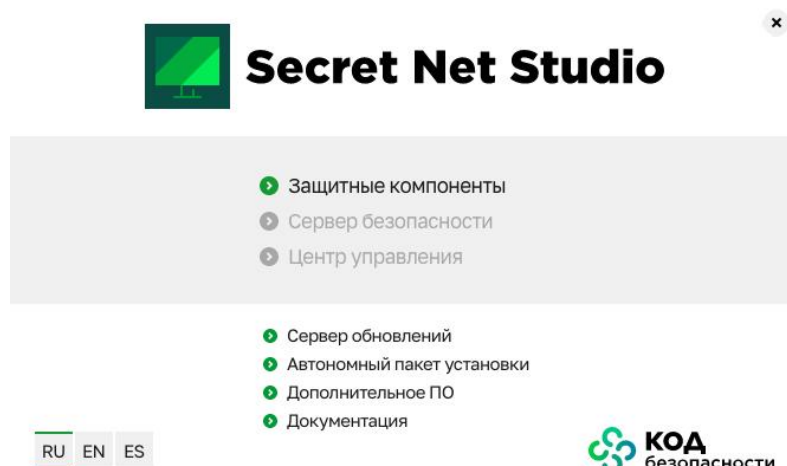 Secret Net Studio
Защитные компоненты
Сервер безопасности
Центр управления
Сервер обновлений
Автономный пакет установки
Дополнительное ПО
Документация
RU EN ES
КОД
безопасности